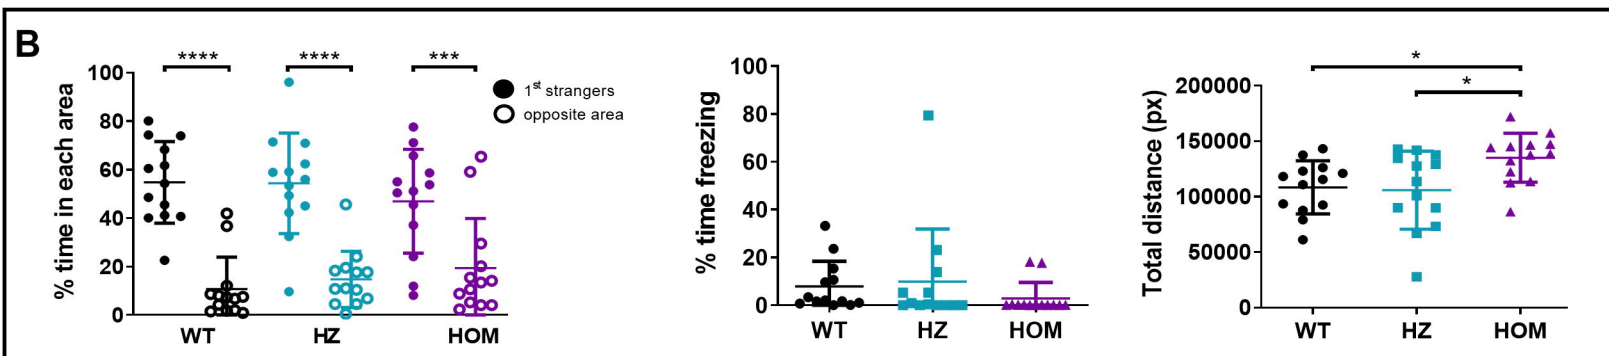 B
% time in each area
100
80
60
40
20
0
****
****
***
WT
HZ
HOM
1st strangers
opposite area
% time freezing
100
80
60
40
20
0
WT
HZ
HOM
Total distance (px)
200000
150000
100000
50000
0
*
*
WT
HZ
HOM